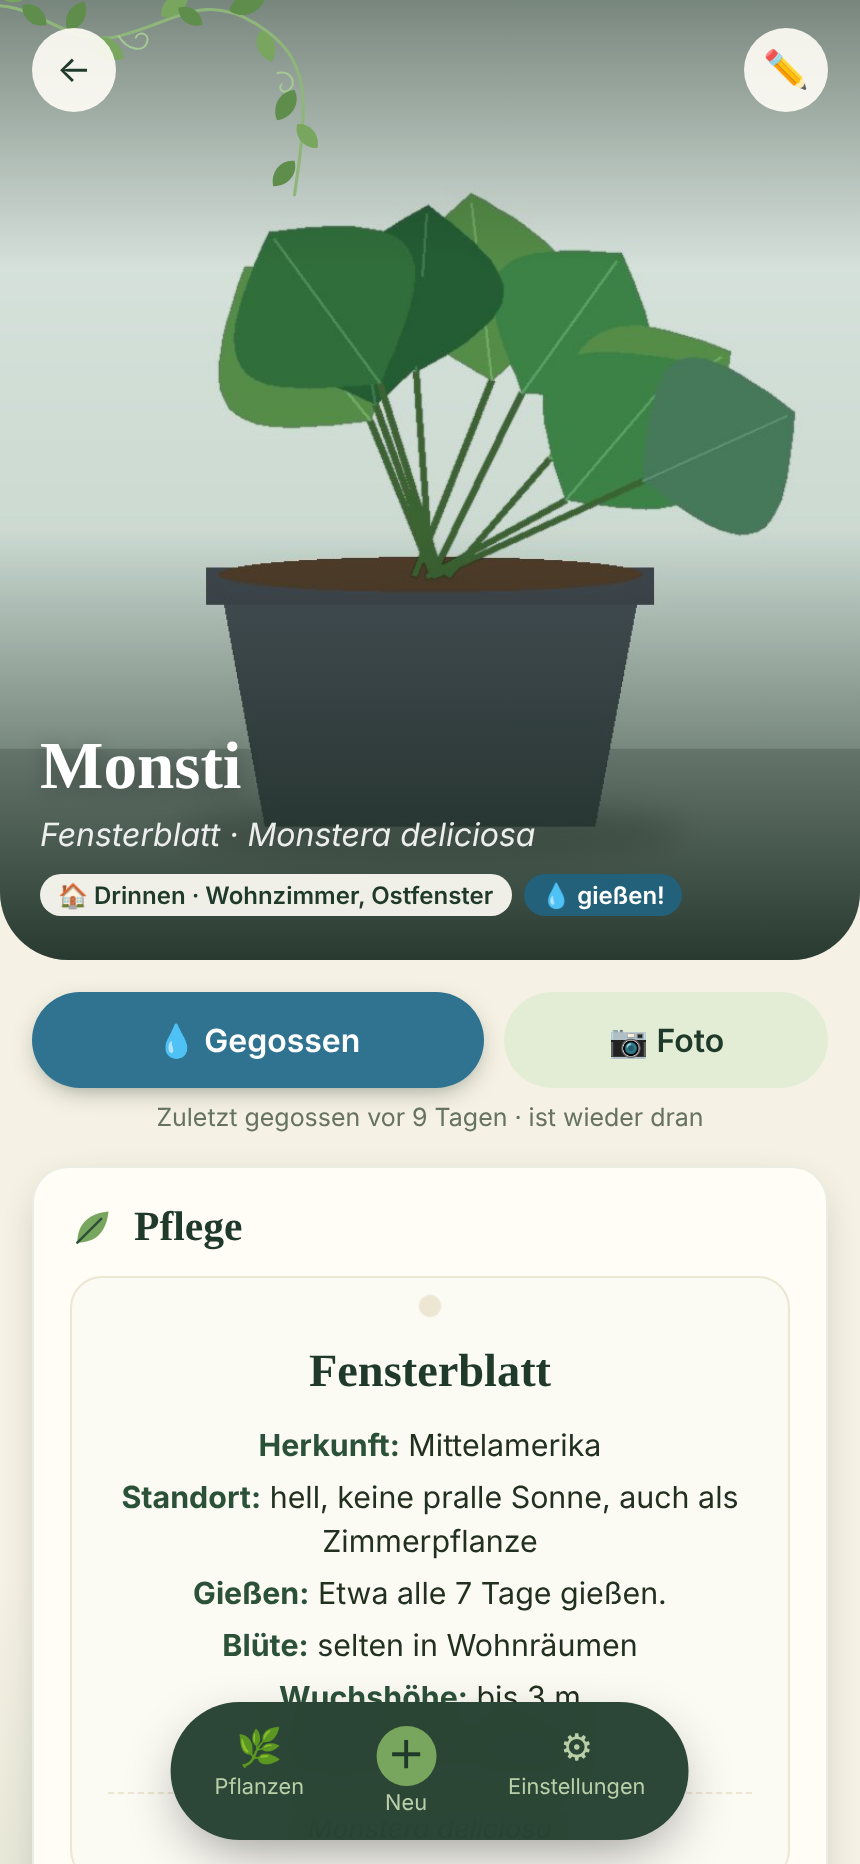 Monsti
Fensterblatt · Monstera deliciosa
Drinnen · Wohnzimmer, Ostfenster
gießen!
Gegossen
Foto
Zuletzt gegossen vor 9 Tagen · ist wieder dran
Pflege
Fensterblatt
Herkunft: Mittelamerika
Standort: hell, keine pralle Sonne, auch als
Zimmerpflanze
Gießen: Etwa alle 7 Tage gießen.
Blüte: selten in Wohnräumen
Wuchshöhe: bis 3 m
Pflanzen
Neu
Einstellungen
Monstera deliciosa